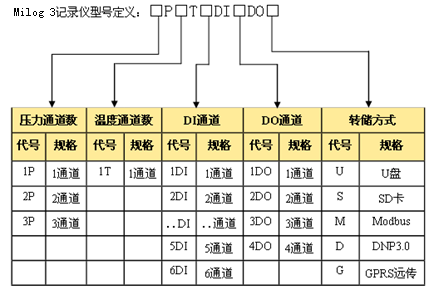 Milog 3记录仪型号定义: □P□T□DI□DO□
压力通道数 温度通道数 DI通道 DO通道 转储方式
代号 规格 代号 规格 代号 规格 代号 规格 代号 规格
1P 1通道 1T 1通道 1DI 1通道 1DO 1通道 U U盘
2P 2通道 2DI 2通道 2DO 2通道 S SD卡
3P 3通道 ..DI ..通道 3DO 3通道 M Modbus
5DI 5通道 4DO 4通道 D DNP3.0
6DI 6通道 G GPRS远传